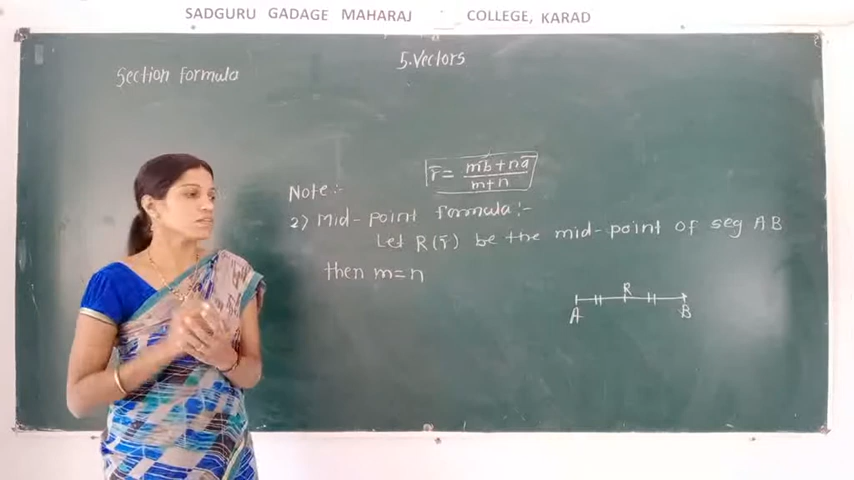 SADGURU GADAGE MAHARAJ COLLEGE, KARAD
5. Vectors
Section Formula
r̄ = (mb̄ + nā) / (m+n)
Note :-
2) Mid-point formula :-
Let R(r̄) be the mid-point of seg AB
then m=n
R
A B